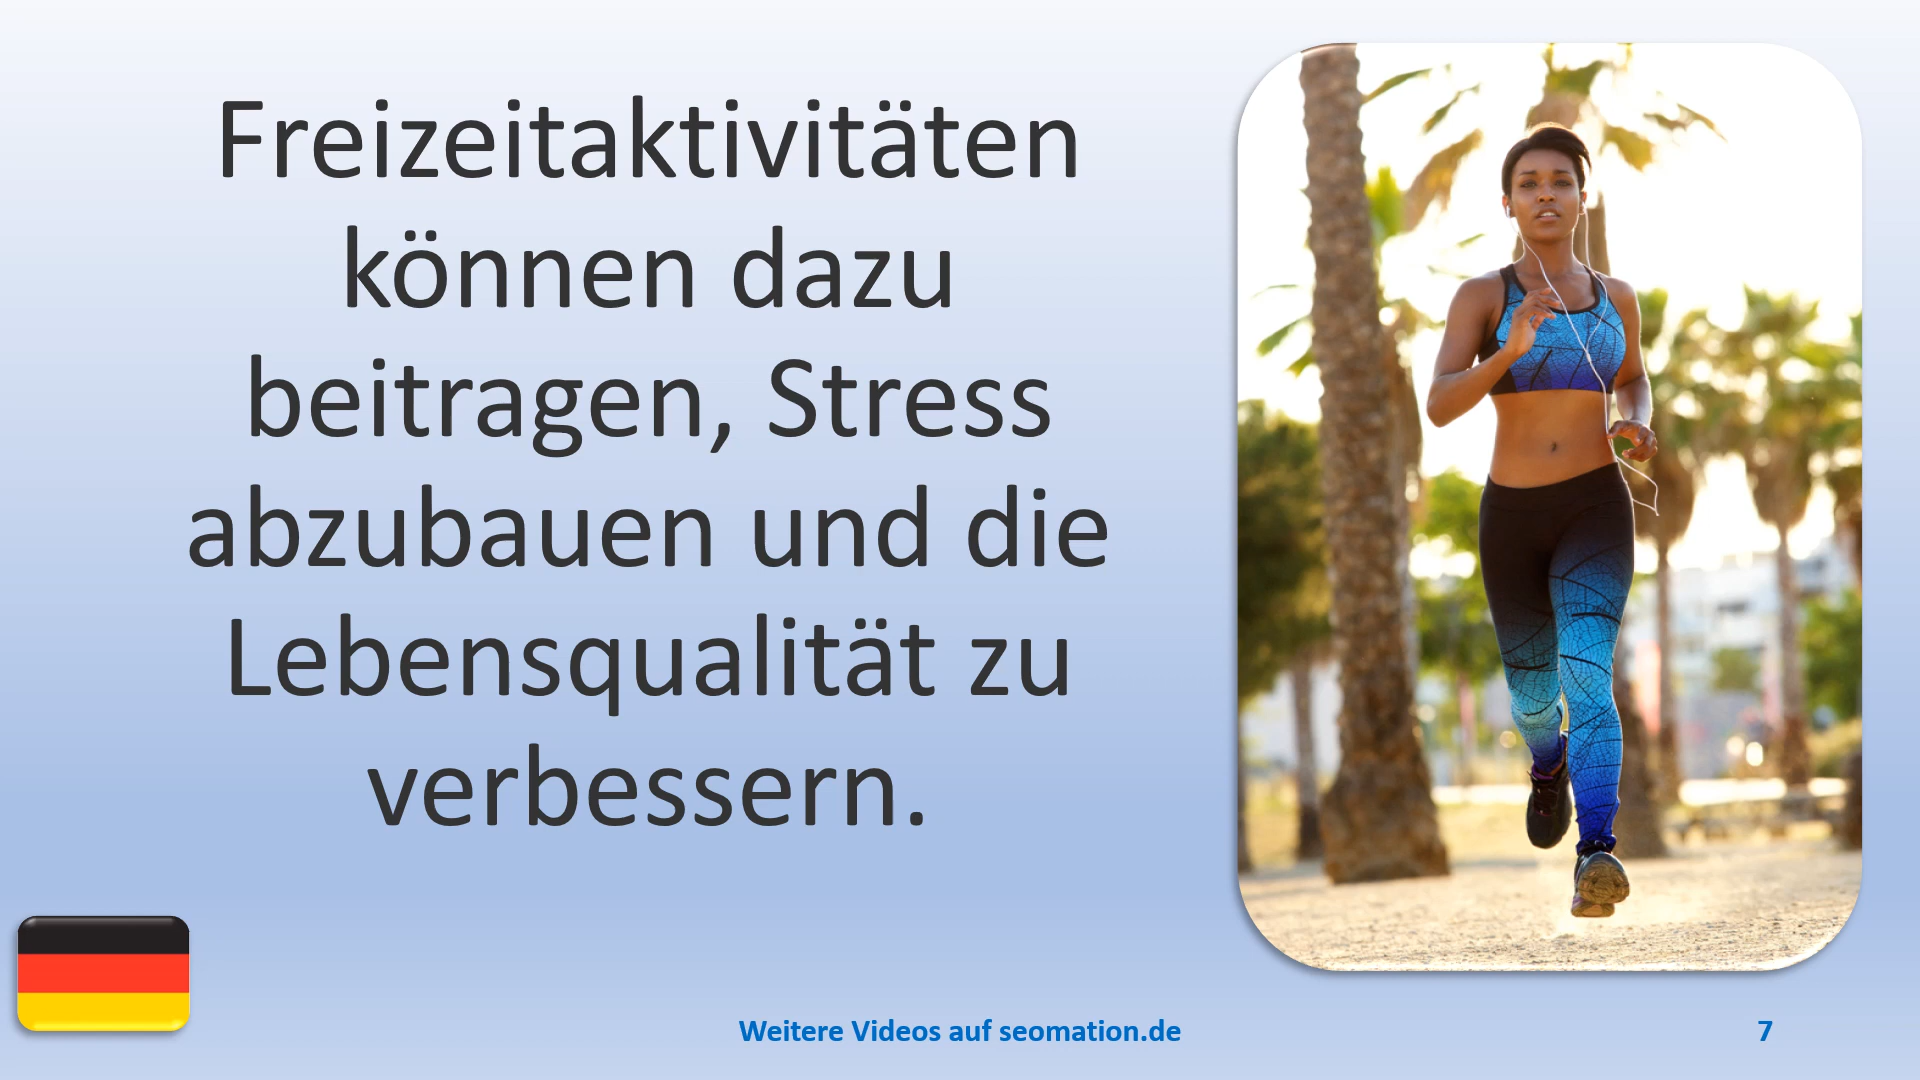 Freizeitaktivitäten
können dazu
beitragen, Stress
abzubauen und die
Lebensqualität zu
verbessern.
Weitere Videos auf seomation.de
7